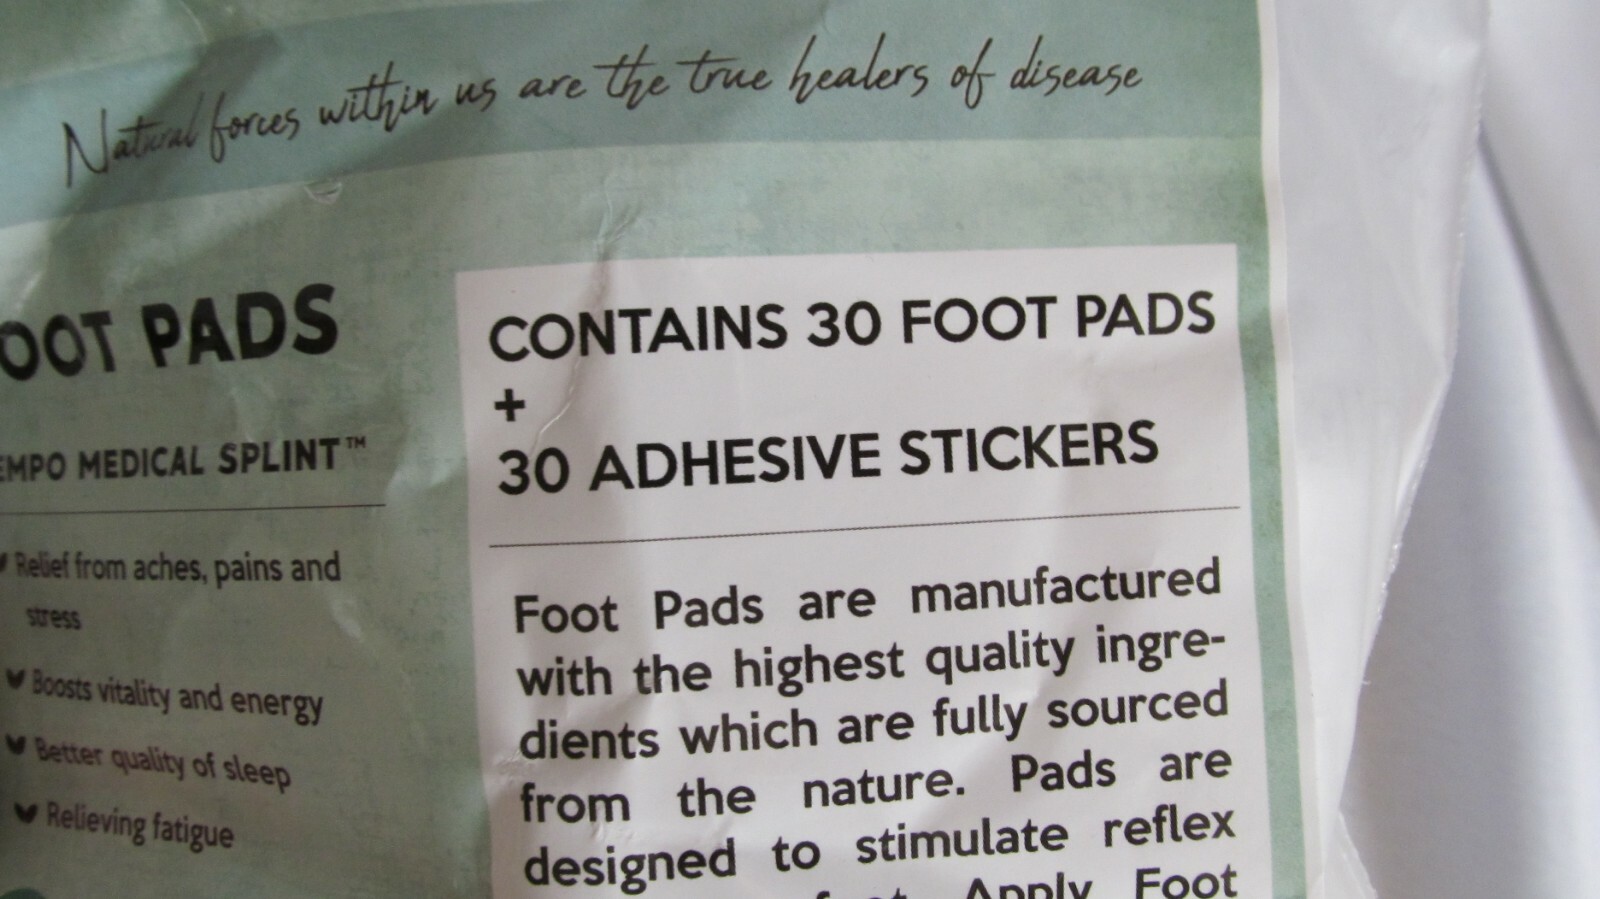 Natural forces within us are the true healers of disease
OOT PADS
EMPO MEDICAL SPLINT™
Relief from aches, pains and
stress
Boosts vitality and energy
Better quality of sleep
Relieving fatigue
CONTAINS 30 FOOT PADS
+
30 ADHESIVE STICKERS
Foot Pads are manufactured
with the highest quality ingre-
dients which are fully sourced
from the nature. Pads are
designed to stimulate reflex
Apply Foot